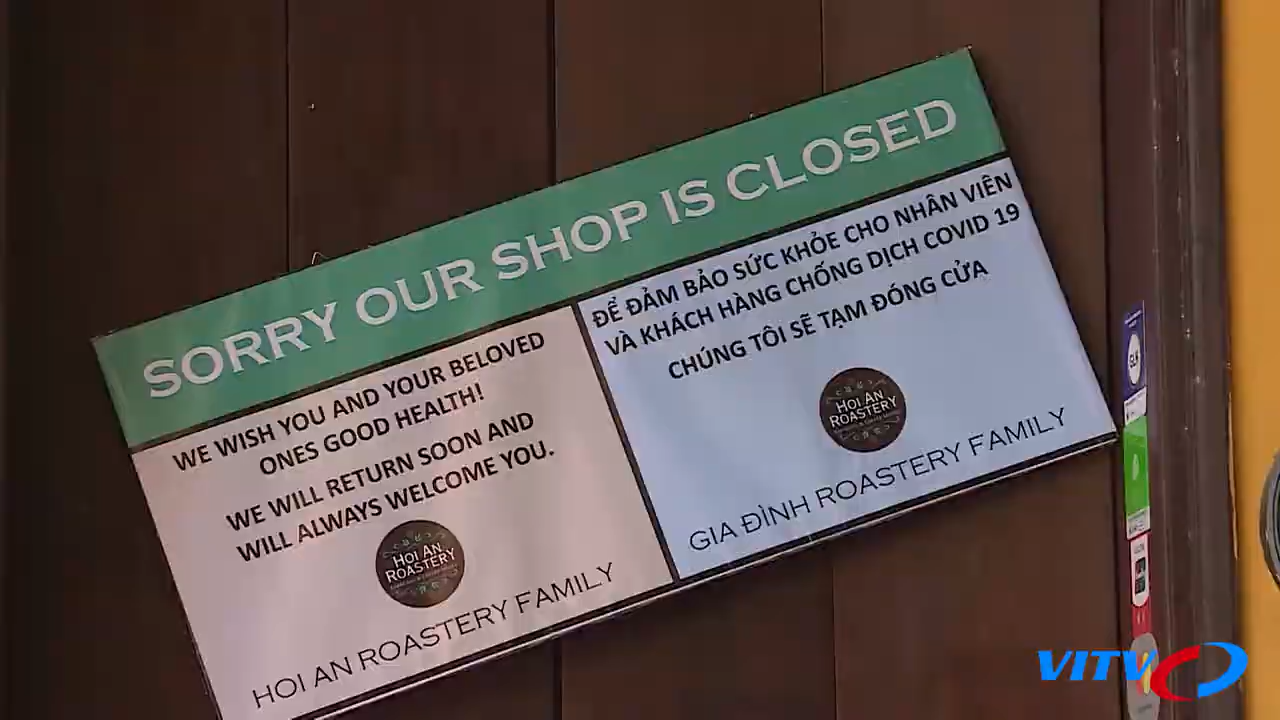 SORRY OUR SHOP IS CLOSED
WE WISH YOU AND YOUR BELOVED
ONES GOOD HEALTH!
WE WILL RETURN SOON AND
WILL ALWAYS WELCOME YOU.
HOI AN
ROASTERY
HOI AN ROASTERY FAMILY
ĐỂ ĐẢM BẢO SỨC KHỎE CHO NHÂN VIÊN
VÀ KHÁCH HÀNG CHỐNG DỊCH COVID 19
CHÚNG TÔI SẼ TẠM ĐÓNG CỬA
HOI AN
ROASTERY
GIA ĐÌNH ROASTERY FAMILY
VITV